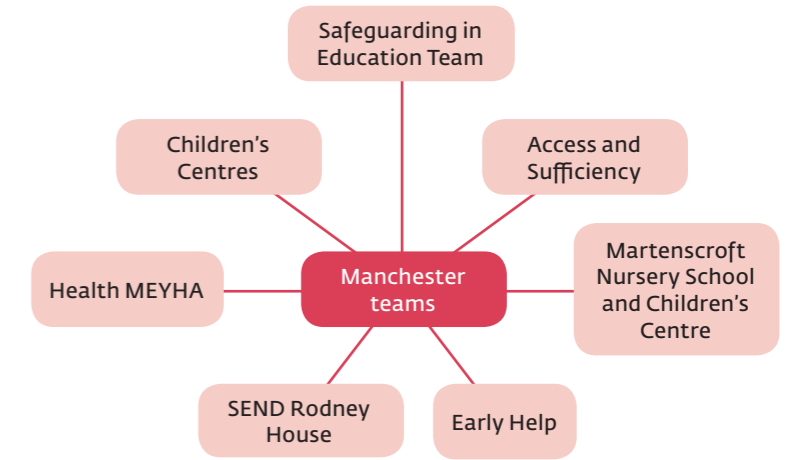 Safeguarding in
Education Team
Children's
Centres
Access and
Sufficiency
Health MEYHA
Manchester
teams
Martenscroft
Nursery School
and Children's
Centre
SEND Rodney
House
Early Help